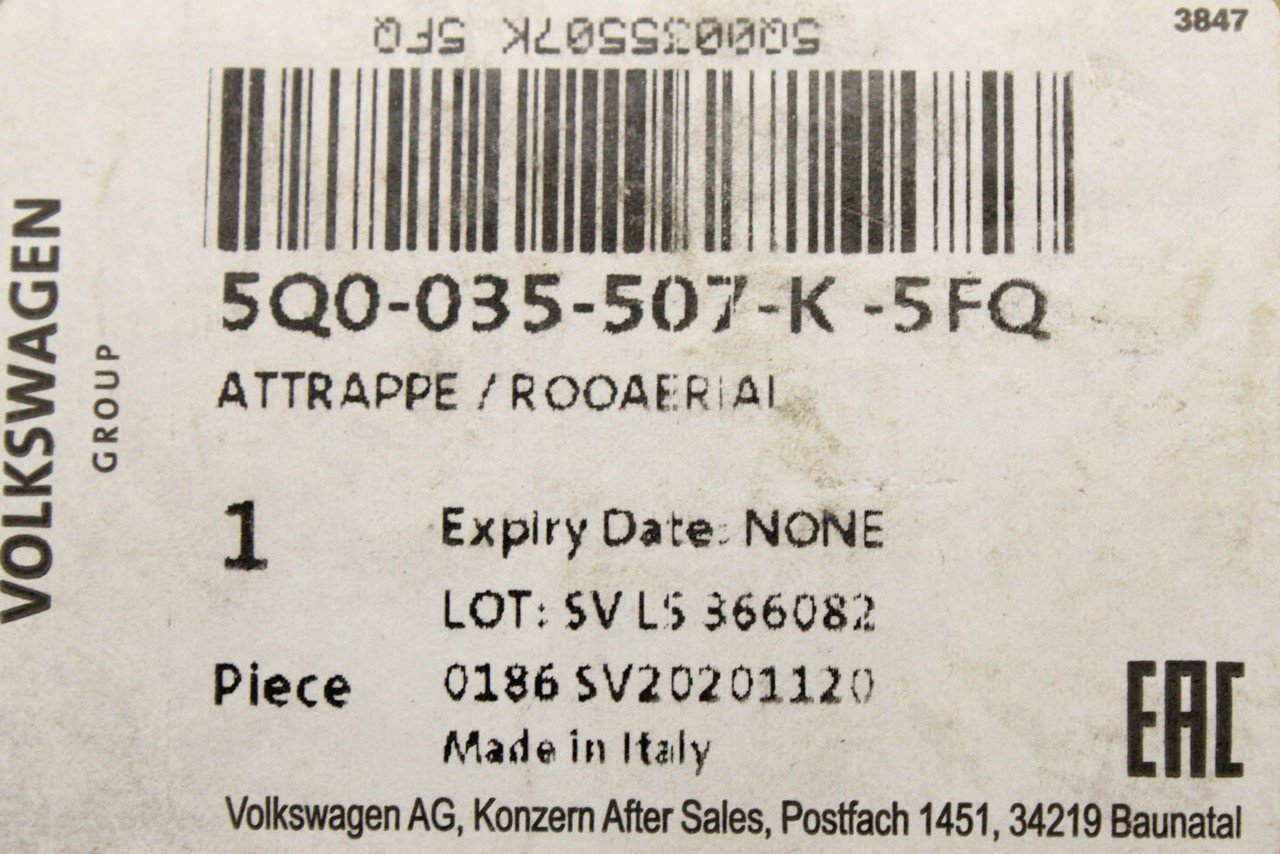 3847
5Q0035507K 5FQ
5Q0-035-507-K -5FQ
ATTRAPPE / ROOAERIAL
VOLKSWAGEN
GROUP
1
Expiry Date: NONE
LOT: SV LS 366082
Piece
0186 SV20201120
Made in Italy
EAC
Volkswagen AG, Konzern After Sales, Postfach 1451, 34219 Baunatal